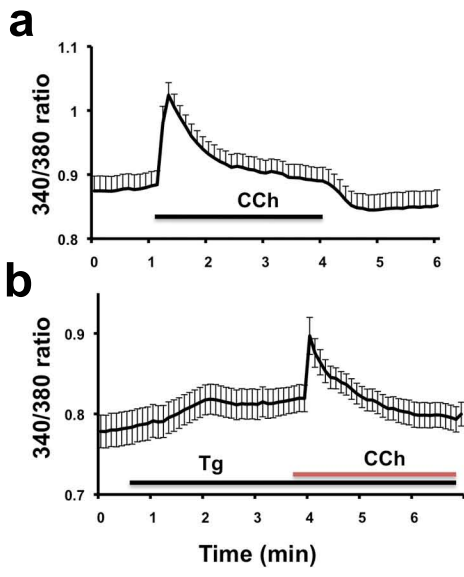 a
340/380 ratio
1.1
1
0.9
0.8
CCh
0 1 2 3 4 5 6
b
340/380 ratio
0.9
0.8
0.7
Tg CCh
0 1 2 3 4 5 6
Time (min)